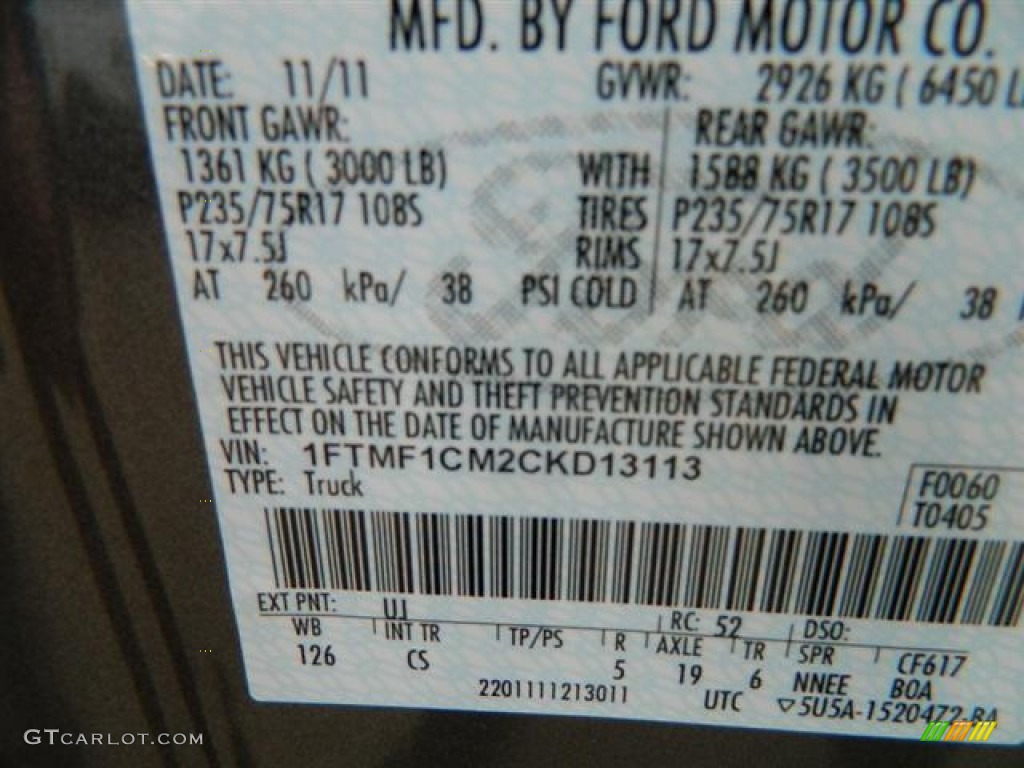 MFD. BY FORD MOTOR CO.
DATE: 11/11 GVWR: 2926 KG ( 6450 L
FRONT GAWR: REAR GAWR:
1361 KG ( 3000 LB) WITH 1588 KG ( 3500 LB)
P235/75R17 108S TIRES P235/75R17 108S
17x7.5J RIMS 17x7.5J
AT 260 kPa/ 38 PSI COLD AT 260 kPa/ 38
THIS VEHICLE CONFORMS TO ALL APPLICABLE FEDERAL MOTOR
VEHICLE SAFETY AND THEFT PREVENTION STANDARDS IN
EFFECT ON THE DATE OF MANUFACTURE SHOWN ABOVE.
VIN: 1FTMF1CM2CKD13113
TYPE: Truck
F0060
T0405
EXT PNT: UJ RC: 52 DSO:
WB INT TR TP/PS R AXLE TR SPR CF617
126 CS 5 19 6 NNEE BOA
2201111213011 UTC ▽5U5A-1520472-BA
GTCARLOT.COM